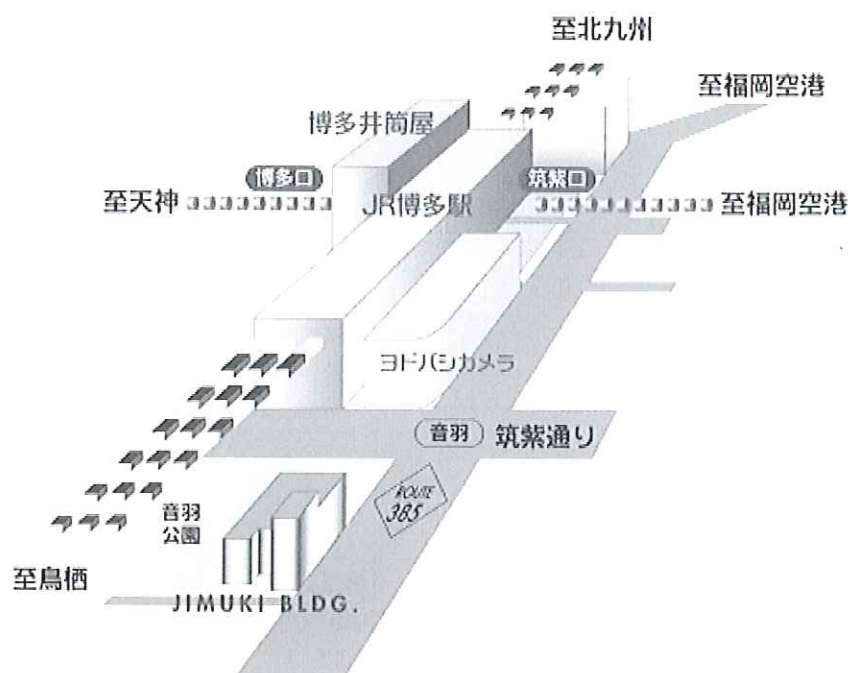 至北九州
至福岡空港
博多井筒屋
博多口
筑紫口
至天神
JR博多駅
至福岡空港
ヨドバシカメラ
音羽
筑紫通り
ROUTE
385
音羽
公園
至鳥栖
JIMUKI BLDG.